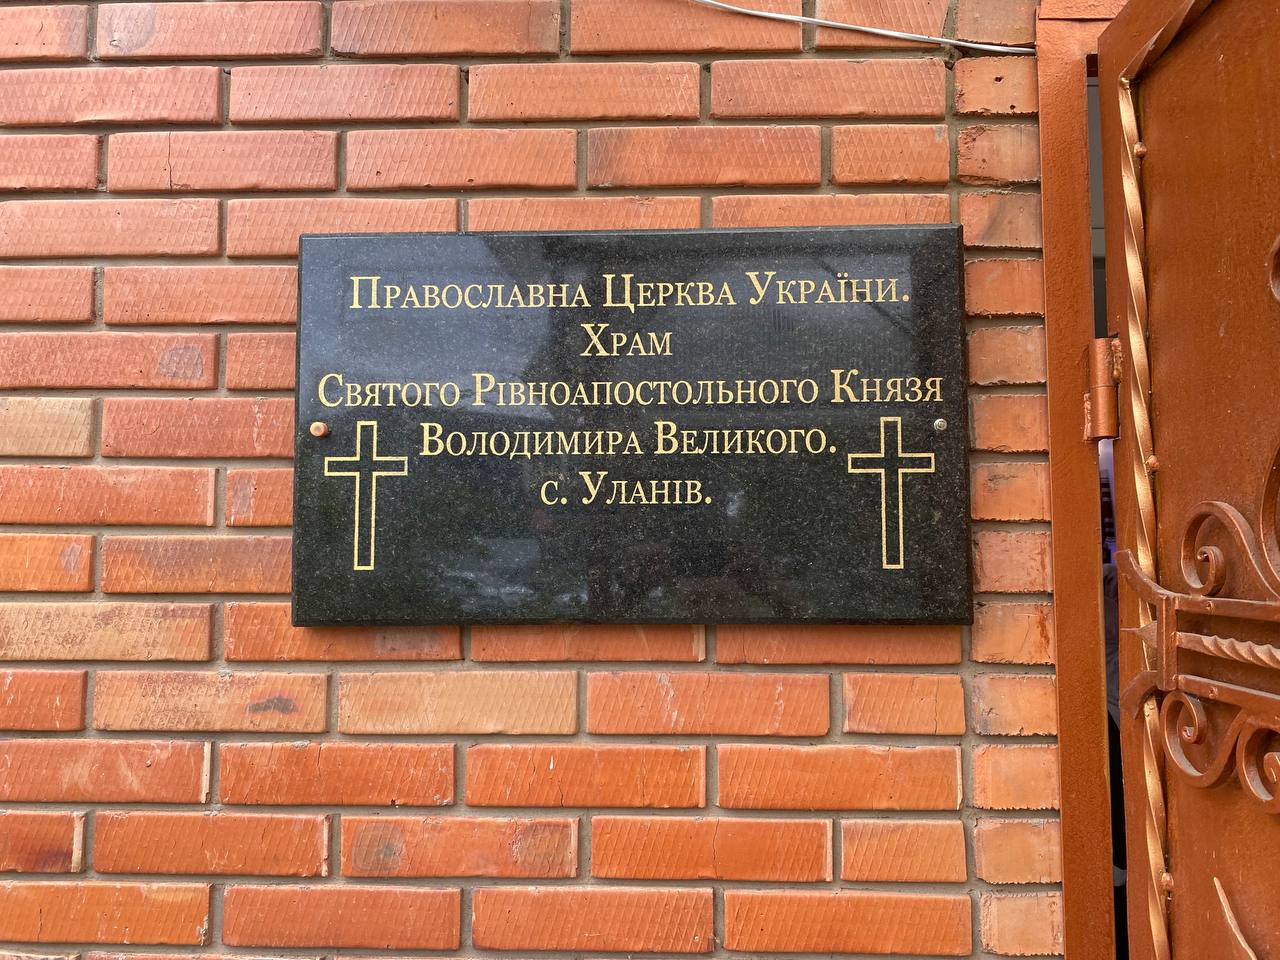 Православна Церква України.
Храм
Святого Рівноапостольного Князя
Володимира Великого.
с. Уланів.